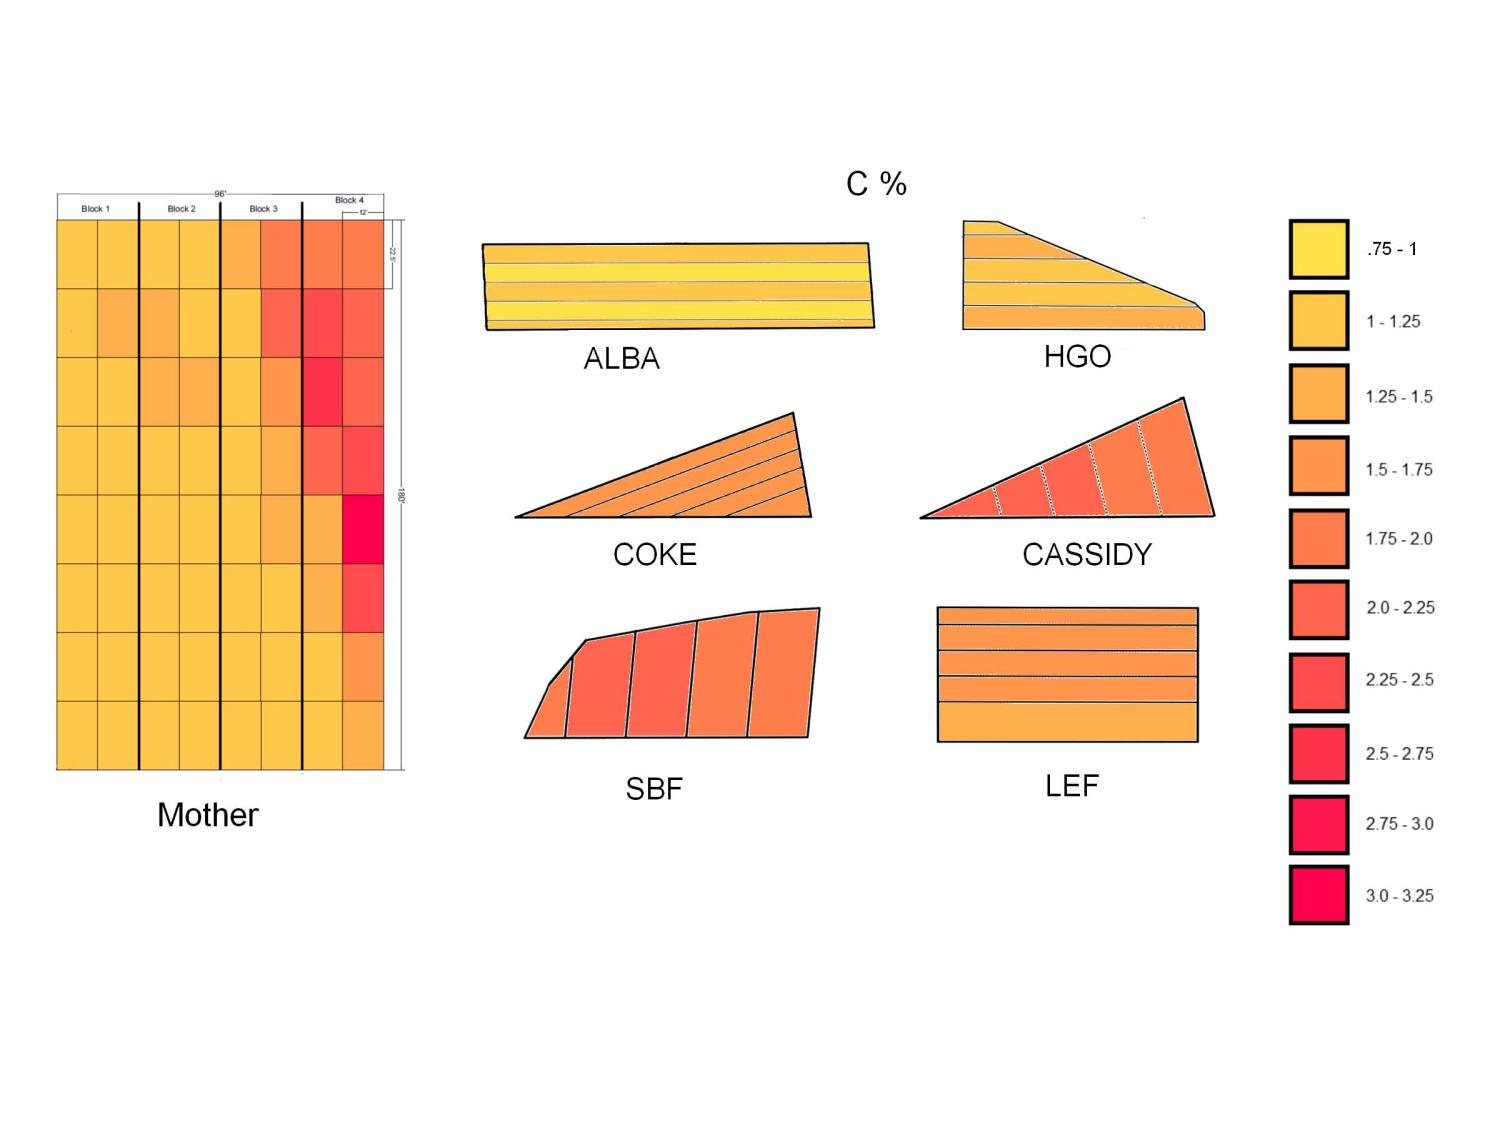 C %
96'
Block 1
Block 2
Block 3
Block 4
12'
22.5'
180'
Mother
ALBA
HGO
COKE
CASSIDY
SBF
LEF
.75 - 1
1 - 1.25
1.25 - 1.5
1.5 - 1.75
1.75 - 2.0
2.0 - 2.25
2.25 - 2.5
2.5 - 2.75
2.75 - 3.0
3.0 - 3.25